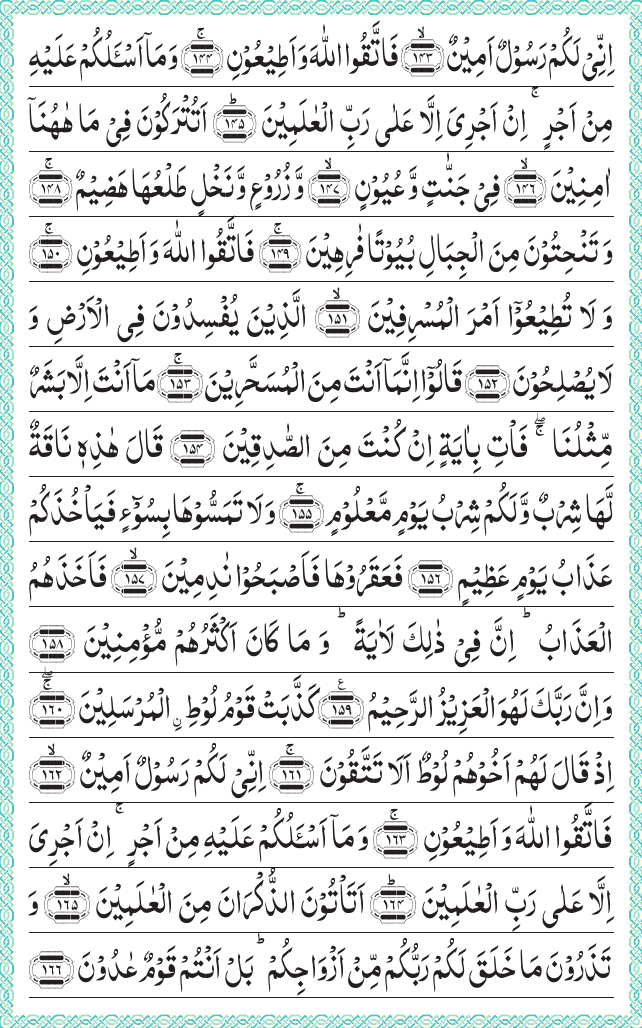 اِنِّیۡ لَکُمۡ رَسُوۡلٌ اَمِیۡنٌ ﴿۱۴۳﴾ۙ فَاتَّقُوا اللّٰہَ وَ اَطِیۡعُوۡنِ ﴿۱۴۴﴾ۚ وَ مَاۤ اَسۡـَٔلُکُمۡ عَلَیۡہِ
مِنۡ اَجۡرٍ ۚ اِنۡ اَجۡرِیَ اِلَّا عَلٰی رَبِّ الۡعٰلَمِیۡنَ ﴿۱۴۵﴾ؕ اَتُتۡرَکُوۡنَ فِیۡ مَا ہٰہُنَاۤ
اٰمِنِیۡنَ ﴿۱۴۶﴾ۙ فِیۡ جَنّٰتٍ وَّ عُیُوۡنٍ ﴿۱۴۷﴾ۙ وَّ زُرُوۡعٍ وَّ نَخۡلٍ طَلۡعُہَا ہَضِیۡمٌ ﴿۱۴۸﴾ۚ
وَ تَنۡحِتُوۡنَ مِنَ الۡجِبَالِ بُیُوۡتًا فٰرِہِیۡنَ ﴿۱۴۹﴾ۚ فَاتَّقُوا اللّٰہَ وَ اَطِیۡعُوۡنِ ﴿۱۵۰﴾ۚ
وَ لَا تُطِیۡعُوۡۤا اَمۡرَ الۡمُسۡرِفِیۡنَ ﴿۱۵۱﴾ۙ الَّذِیۡنَ یُفۡسِدُوۡنَ فِی الۡاَرۡضِ وَ
لَا یُصۡلِحُوۡنَ ﴿۱۵۲﴾ قَالُوۡۤا اِنَّمَاۤ اَنۡتَ مِنَ الۡمُسَحَّرِیۡنَ ﴿۱۵۳﴾ۚ مَاۤ اَنۡتَ اِلَّا بَشَرٌ
مِّثۡلُنَا ۚۖ فَاۡتِ بِاٰیَۃٍ اِنۡ کُنۡتَ مِنَ الصّٰدِقِیۡنَ ﴿۱۵۴﴾ قَالَ ہٰذِہٖ نَاقَۃٌ
لَّہَا شِرۡبٌ وَّ لَکُمۡ شِرۡبُ یَوۡمٍ مَّعۡلُوۡمٍ ﴿۱۵۵﴾ۚ وَ لَا تَمَسُّوۡہَا بِسُوۡٓءٍ فَیَاۡخُذَکُمۡ
عَذَابُ یَوۡمٍ عَظِیۡمٍ ﴿۱۵۶﴾ فَعَقَرُوۡہَا فَاَصۡبَحُوۡا نٰدِمِیۡنَ ﴿۱۵۷﴾ۙ فَاَخَذَہُمُ
الۡعَذَابُ ؕ اِنَّ فِیۡ ذٰلِکَ لَاٰیَۃً ؕ وَ مَا کَانَ اَکۡثَرُہُمۡ مُّؤۡمِنِیۡنَ ﴿۱۵۸﴾
وَ اِنَّ رَبَّکَ لَہُوَ الۡعَزِیۡزُ الرَّحِیۡمُ ﴿۱۵۹﴾٪ کَذَّبَتۡ قَوۡمُ لُوۡطِۣ الۡمُرۡسَلِیۡنَ ﴿۱۶۰﴾ۚۖ
اِذۡ قَالَ لَہُمۡ اَخُوۡہُمۡ لُوۡطٌ اَلَا تَتَّقُوۡنَ ﴿۱۶۱﴾ۚ اِنِّیۡ لَکُمۡ رَسُوۡلٌ اَمِیۡنٌ ﴿۱۶۲﴾ۙ
فَاتَّقُوا اللّٰہَ وَ اَطِیۡعُوۡنِ ﴿۱۶۳﴾ۚ وَ مَاۤ اَسۡـَٔلُکُمۡ عَلَیۡہِ مِنۡ اَجۡرٍ ۚ اِنۡ اَجۡرِیَ
اِلَّا عَلٰی رَبِّ الۡعٰلَمِیۡنَ ﴿۱۶۴﴾ؕ اَتَاۡتُوۡنَ الذُّکۡرَانَ مِنَ الۡعٰلَمِیۡنَ ﴿۱۶۵﴾ۙ وَ
تَذَرُوۡنَ مَا خَلَقَ لَکُمۡ رَبُّکُمۡ مِّنۡ اَزۡوَاجِکُمۡ ؕ بَلۡ اَنۡتُمۡ قَوۡمٌ عٰدُوۡنَ ﴿۱۶۶﴾